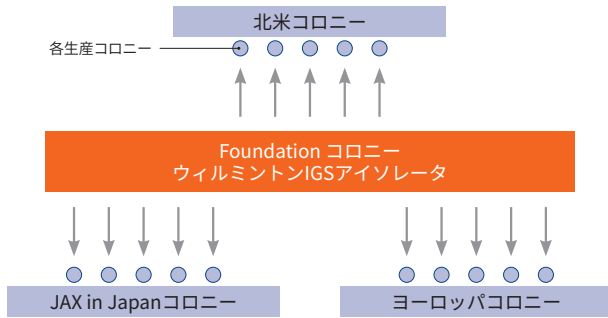 北米コロニー
各生産コロニー
Foundation コロニー
ウィルミントンIGSアイソレータ
JAX in Japanコロニー
ヨーロッパコロニー